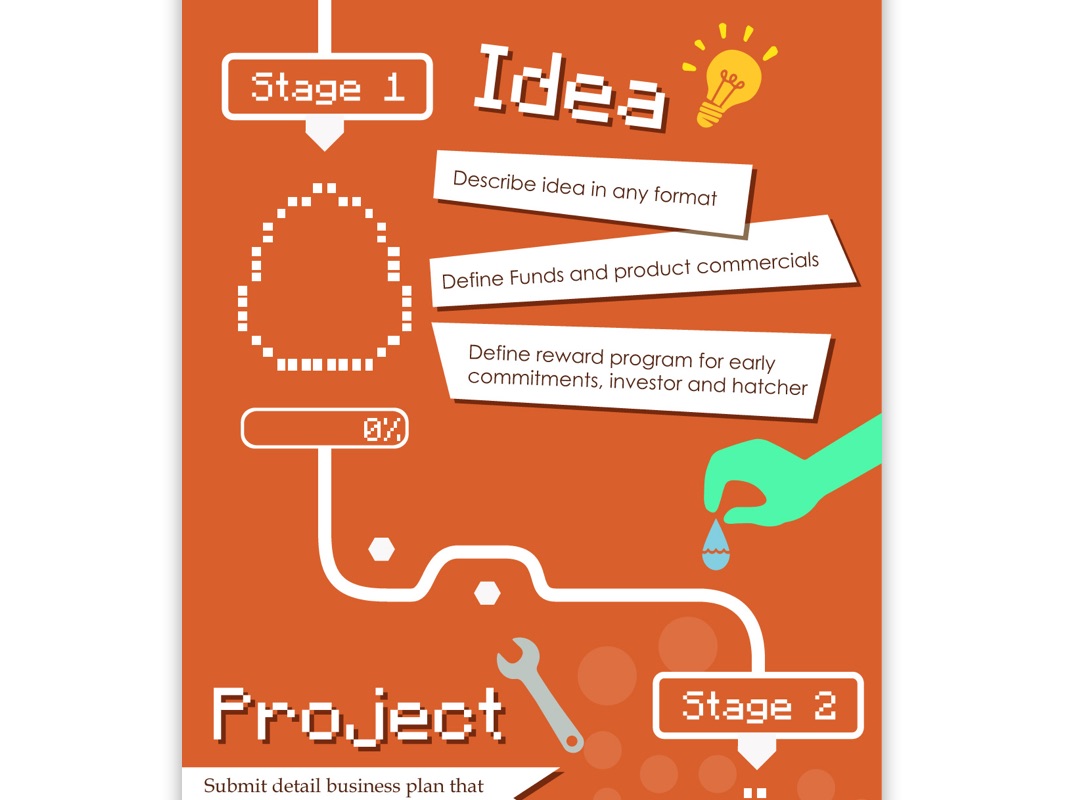 Stage 1
Idea
Describe idea in any format
Define Funds and product commercials
Define reward program for early
commitments, investor and hatcher
0%
Project
Stage 2
Submit detail business plan that